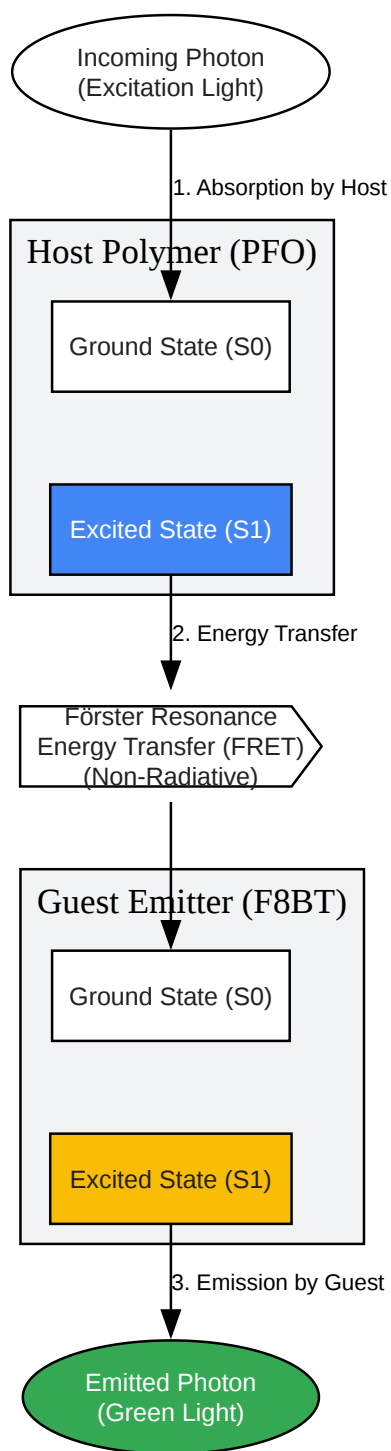 Incoming Photon
(Excitation Light)
1. Absorption by Host
Host Polymer (PFO)
Ground State (S0)
Excited State (S1)
2. Energy Transfer
Förster Resonance
Energy Transfer (FRET)
(Non-Radiative)
Guest Emitter (F8BT)
Ground State (S0)
Excited State (S1)
3. Emission by Guest
Emitted Photon
(Green Light)